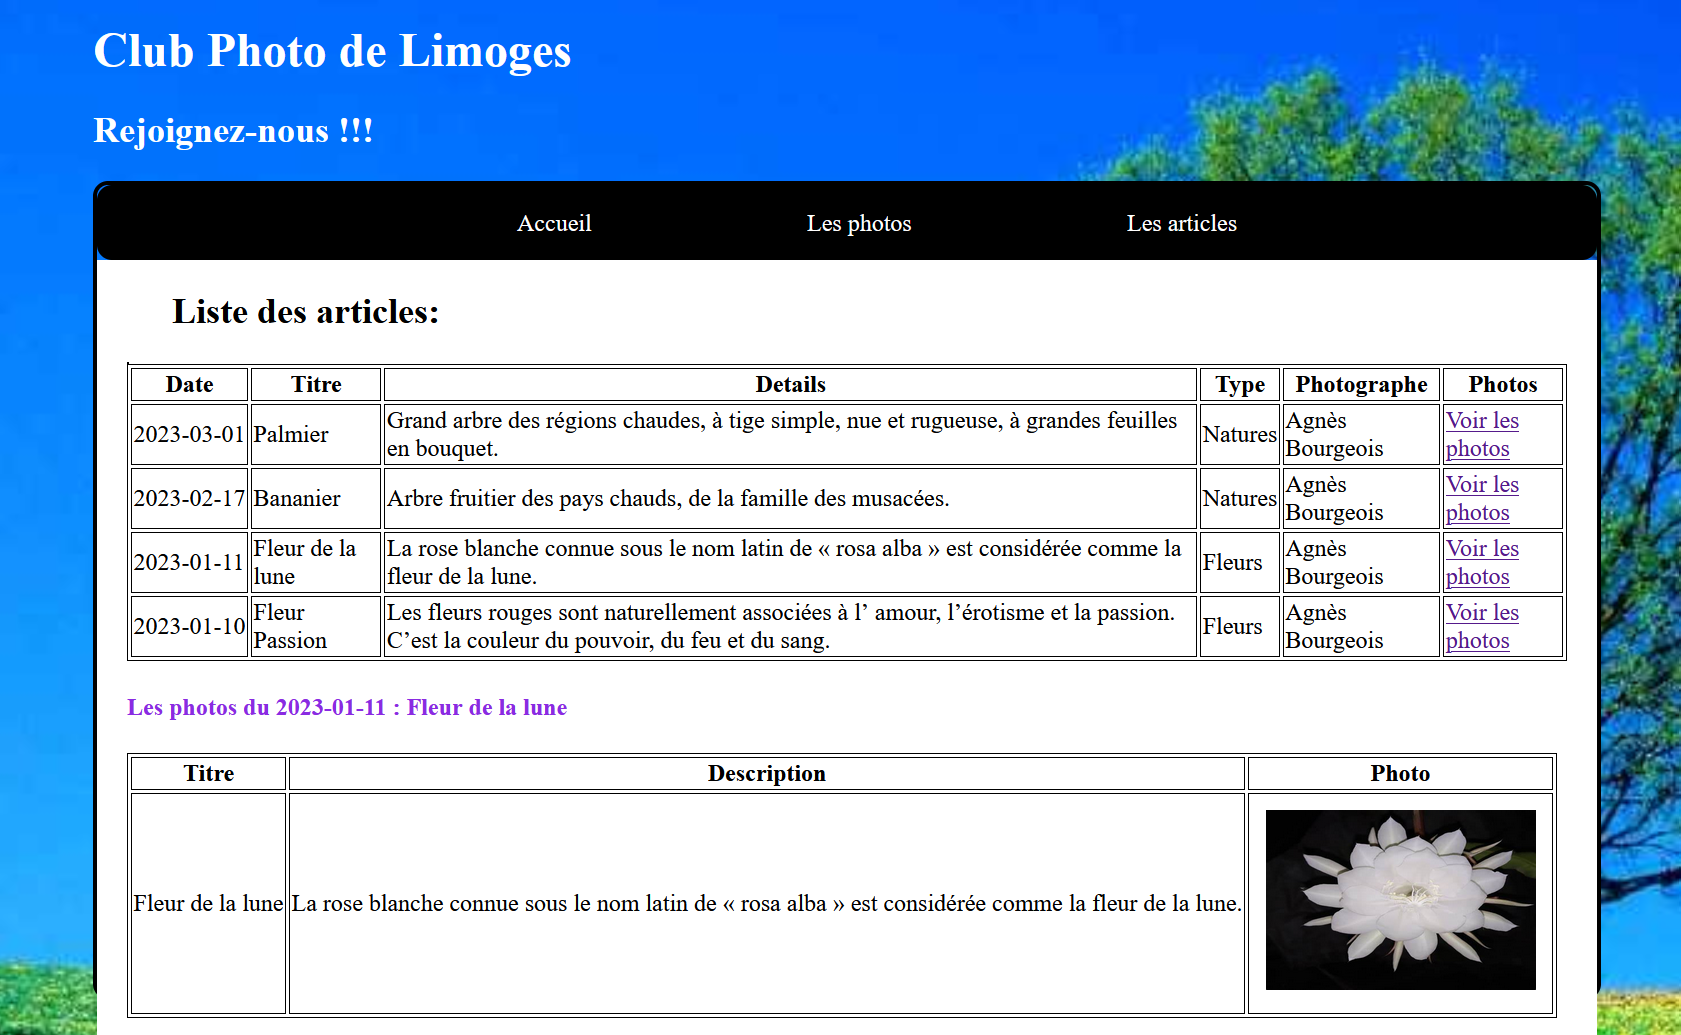 Club Photo de Limoges
Rejoignez-nous !!!
Accueil Les photos Les articles
Liste des articles:
Date Titre Details Type Photographe Photos
2023-03-01 Palmier Grand arbre des régions chaudes, à tige simple, nue et rugueuse, à grandes feuilles en bouquet. Natures Agnès Bourgeois Voir les photos
2023-02-17 Bananier Arbre fruitier des pays chauds, de la famille des musacées. Natures Agnès Bourgeois Voir les photos
2023-01-11 Fleur de la lune La rose blanche connue sous le nom latin de « rosa alba » est considérée comme la fleur de la lune. Fleurs Agnès Bourgeois Voir les photos
2023-01-10 Fleur Passion Les fleurs rouges sont naturellement associées à l’ amour, l’érotisme et la passion. C’est la couleur du pouvoir, du feu et du sang. Fleurs Agnès Bourgeois Voir les photos
Les photos du 2023-01-11 : Fleur de la lune
Titre Description Photo
Fleur de la lune La rose blanche connue sous le nom latin de « rosa alba » est considérée comme la fleur de la lune.